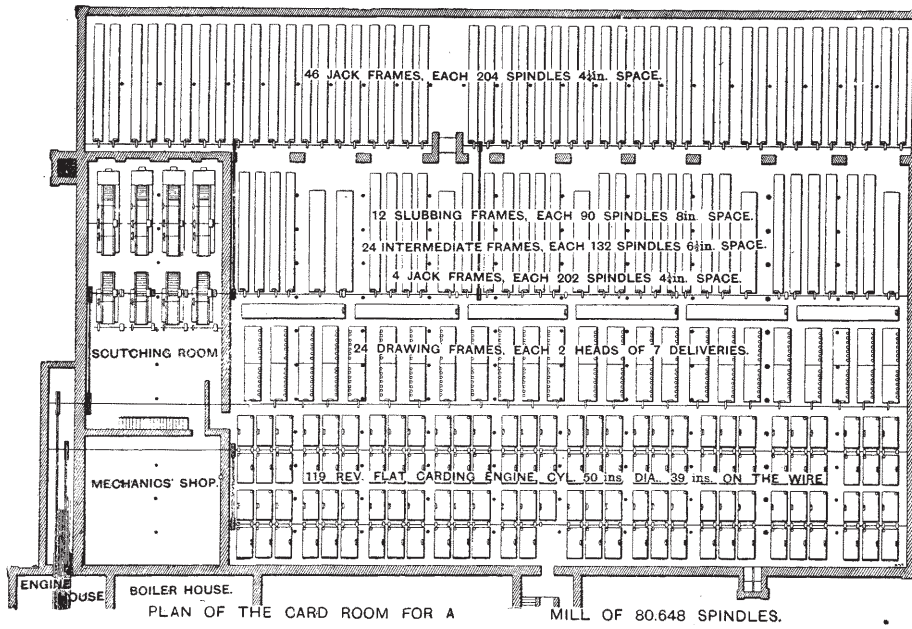 46 JACK FRAMES, EACH 204 SPINDLES 4½in. SPACE.
12 SLUBBING FRAMES, EACH 90 SPINDLES 8in. SPACE.
24 INTERMEDIATE FRAMES, EACH 132 SPINDLES 6½in. SPACE.
4 JACK FRAMES, EACH 202 SPINDLES 4½in. SPACE.
SCUTCHING ROOM
24 DRAWING FRAMES, EACH 2 HEADS OF 7 DELIVERIES.
MECHANICS' SHOP.
119 REV. FLAT CARDING ENGINE, CYL. 50 ins. DIA. 39 ins. ON THE WIRE
ENGINE
HOUSE
BOILER HOUSE.
PLAN OF THE CARD ROOM FOR A MILL OF 80.648 SPINDLES.